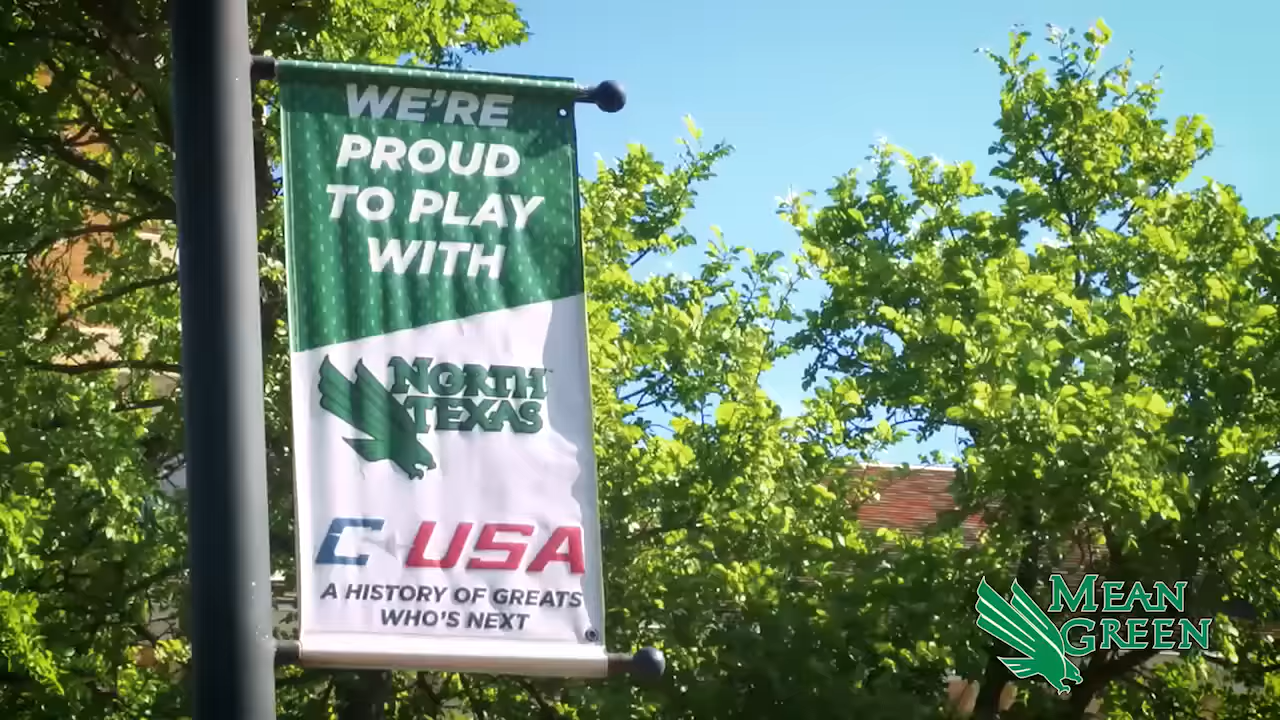 WE'RE
PROUD
TO PLAY
WITH
NORTH
TEXAS
C USA
A HISTORY OF GREATS
WHO'S NEXT
MEAN
GREEN